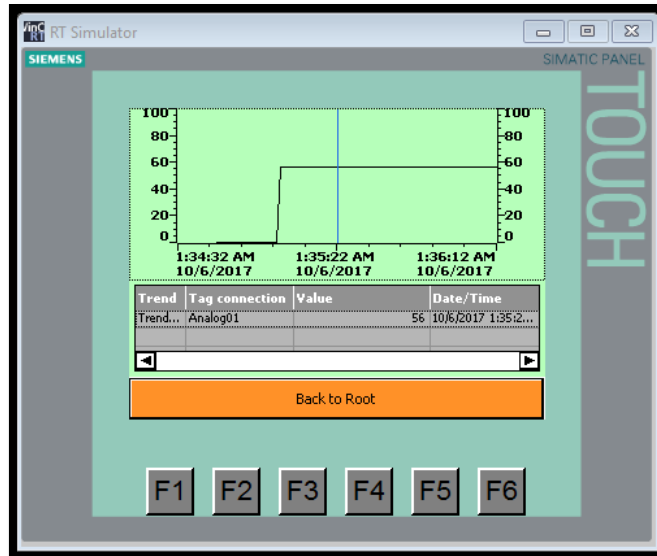 WinC RT RT Simulator
SIEMENS
SIMATIC PANEL
TOUCH
100 100
80 80
60 60
40 40
20 20
0 0
1:34:32 AM 1:35:22 AM 1:36:12 AM
10/6/2017 10/6/2017 10/6/2017
Trend Tag connection Value Date/Time
Trend... Analog01 56 10/6/2017 1:35:2...
Back to Root
F1 F2 F3 F4 F5 F6